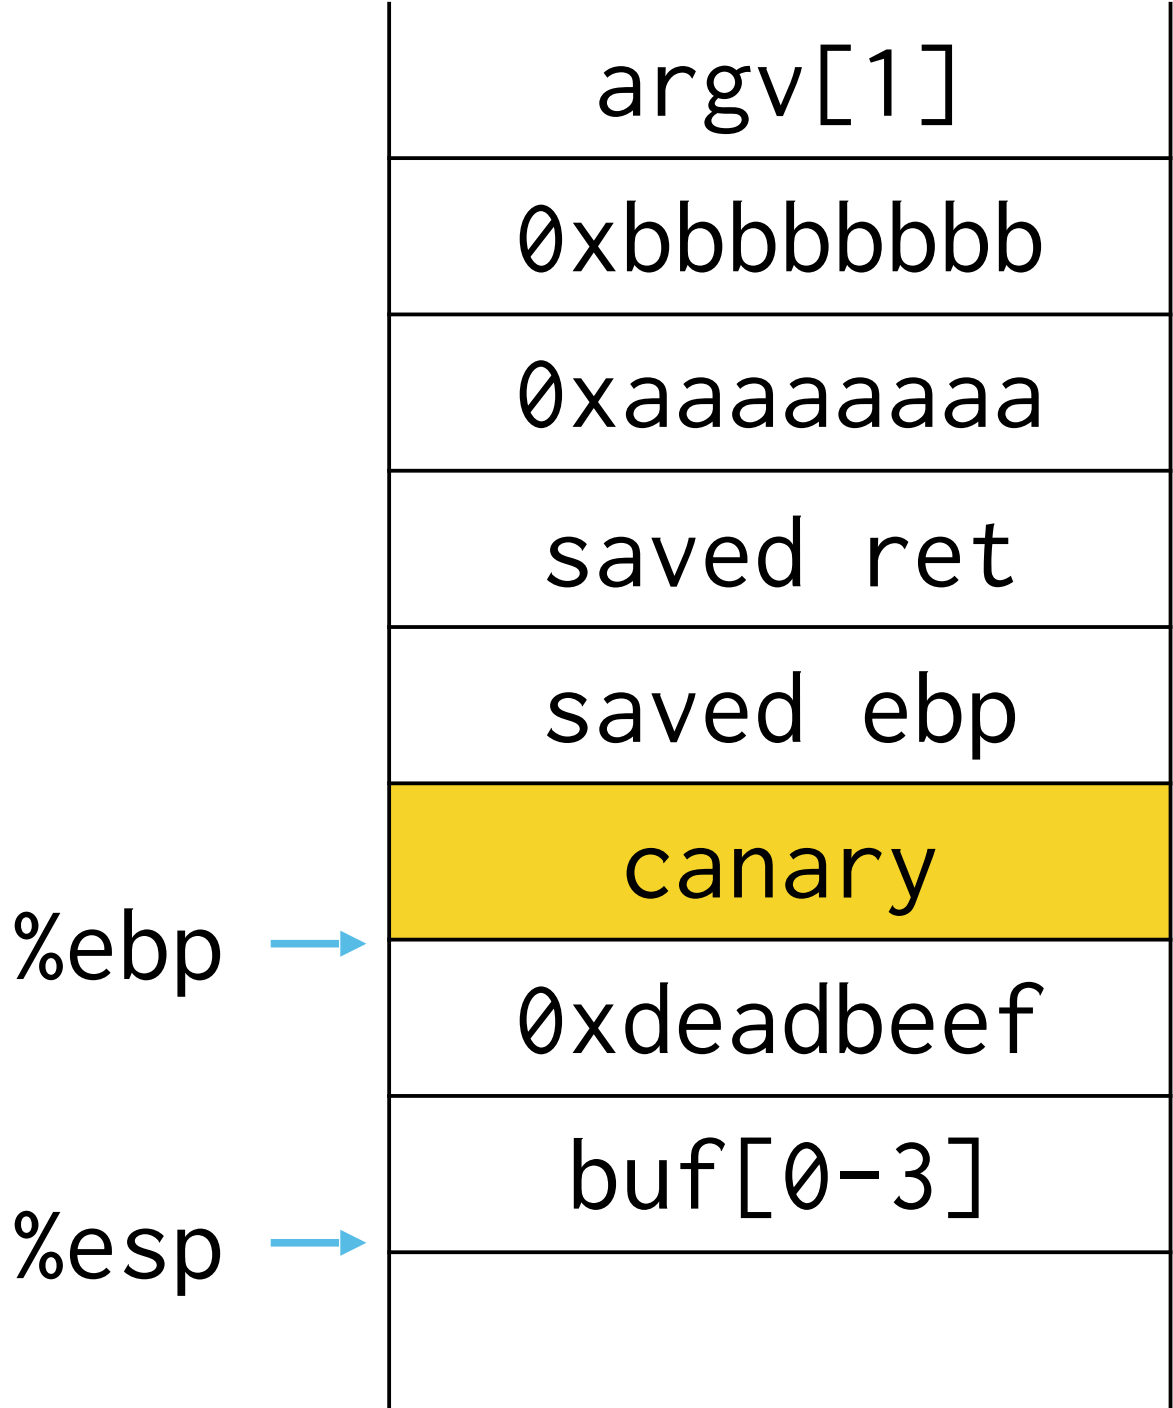 argv[1]
0xbbbbbbbb
0xaaaaaaaa
saved ret
saved ebp
canary
%ebp
0xdeadbeef
buf[0-3]
%esp